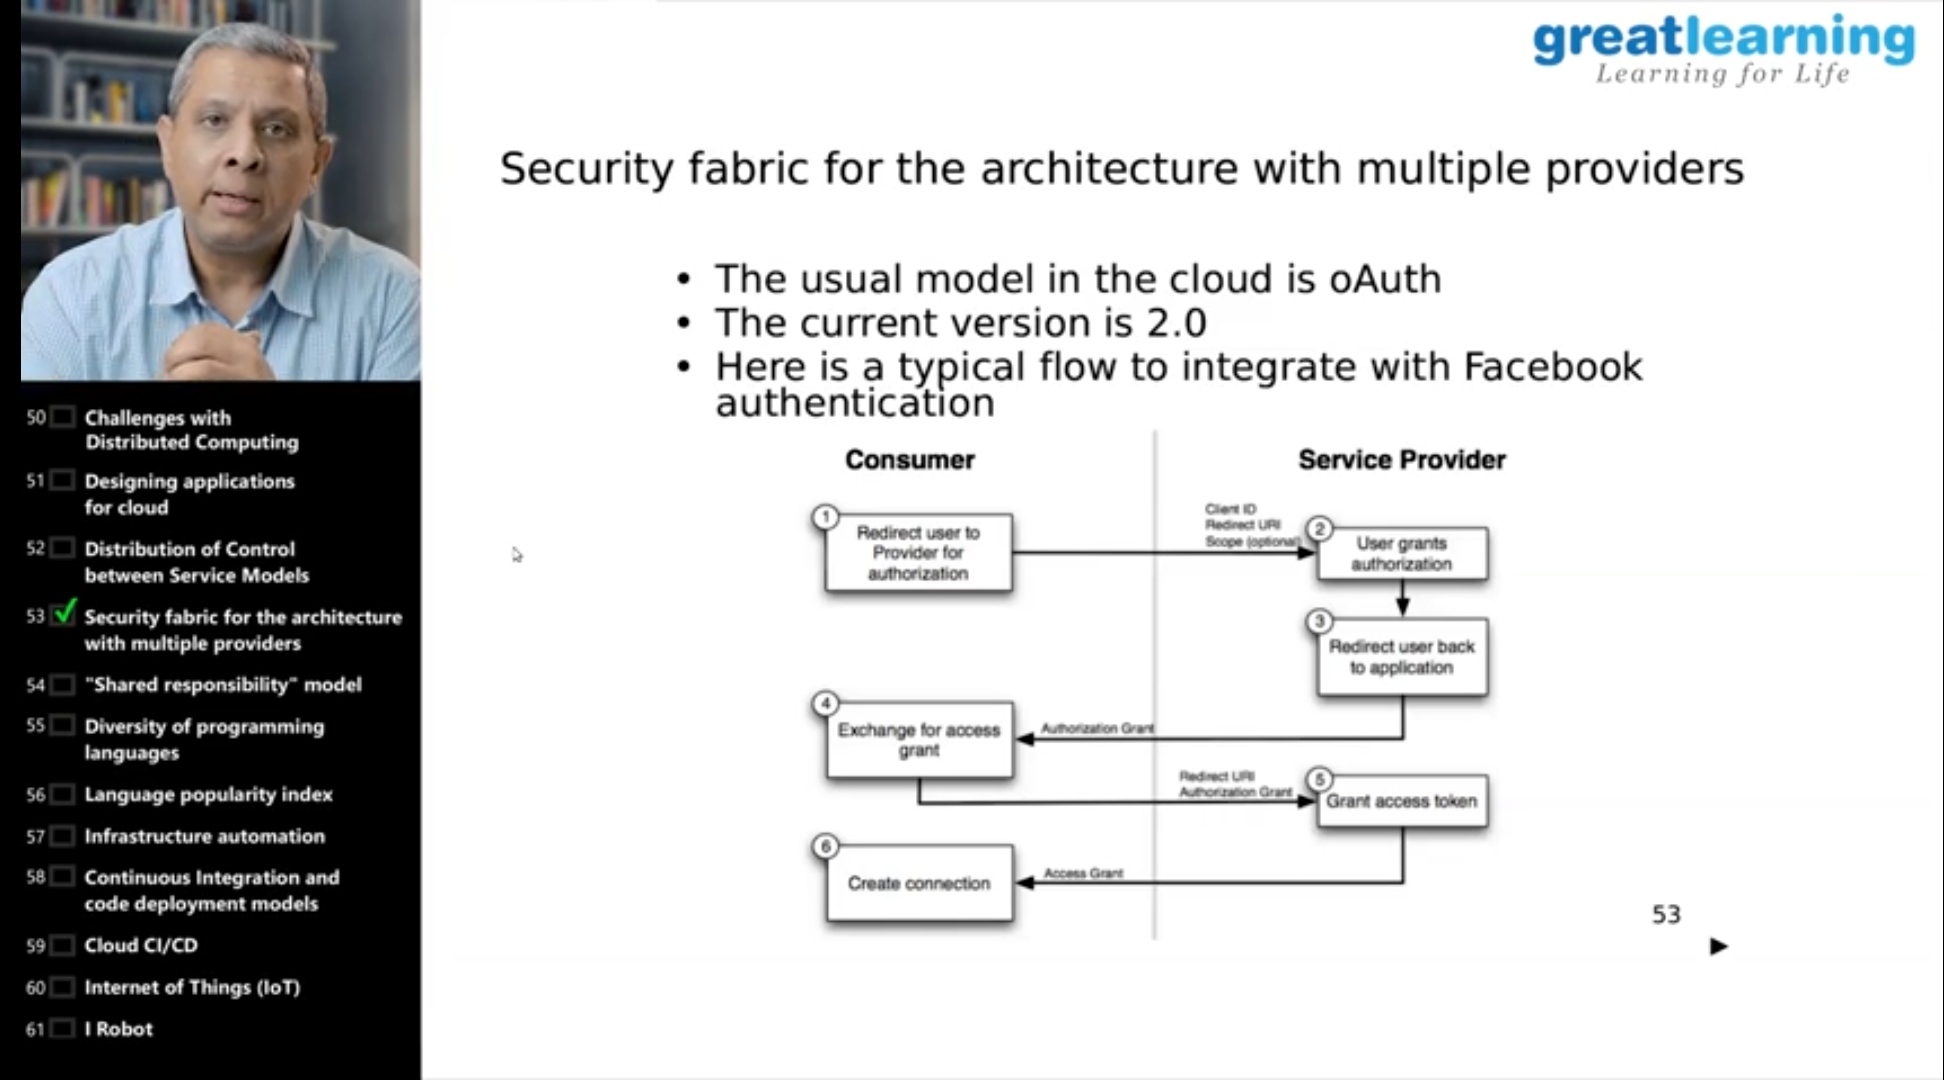 greatlearning
Learning for Life
Security fabric for the architecture with multiple providers
• The usual model in the cloud is oAuth
• The current version is 2.0
• Here is a typical flow to integrate with Facebook
authentication
Consumer
Service Provider
1
Redirect user to
Provider for
authorization
Client ID
Redirect URI
Scope (optional)
2
User grants
authorization
3
Redirect user back
to application
4
Exchange for access
grant
Authorization Grant
Redirect URI
Authorization Grant
5
Grant access token
6
Create connection
Access Grant
53
50 Challenges with
Distributed Computing
51 Designing applications
for cloud
52 Distribution of Control
between Service Models
53 Security fabric for the architecture
with multiple providers
54 "Shared responsibility" model
55 Diversity of programming
languages
56 Language popularity index
57 Infrastructure automation
58 Continuous Integration and
code deployment models
59 Cloud CI/CD
60 Internet of Things (IoT)
61 I Robot